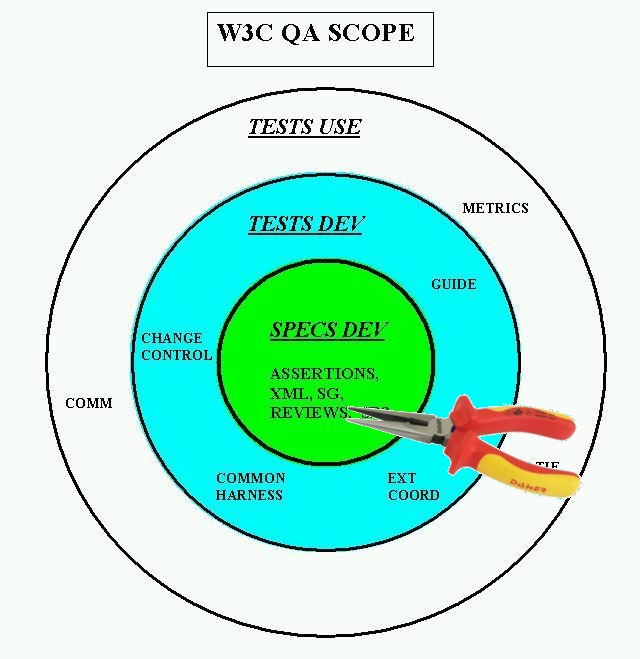 W3C QA SCOPE
TESTS USE
METRICS
TESTS DEV
GUIDE
SPECS DEV
CHANGE
CONTROL
ASSERTIONS,
XML, SG,
REVIEWS.
COMM
COMMON
HARNESS
EXT
COORD